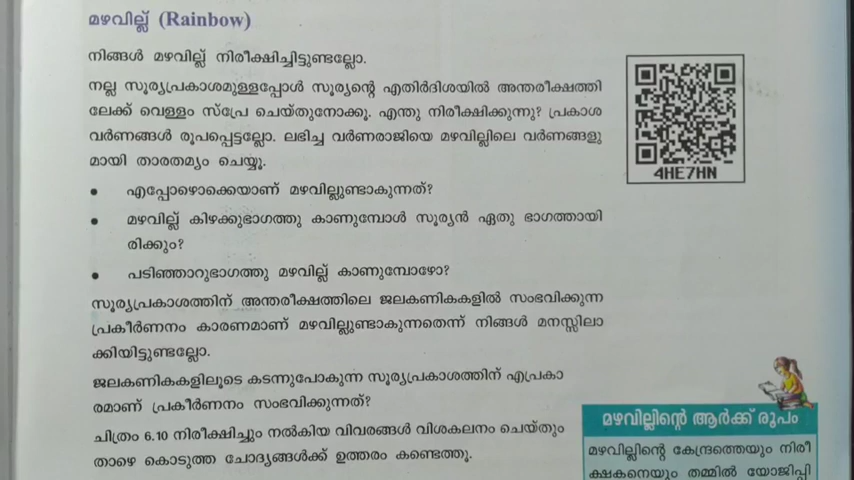 മഴവില്ല് (Rainbow)
നിങ്ങൾ മഴവില്ല് നിരീക്ഷിച്ചിട്ടുണ്ടല്ലോ.
നല്ല സൂര്യപ്രകാശമുള്ളപ്പോൾ സൂര്യന്റെ എതിർദിശയിൽ അന്തരീക്ഷത്തി
ലേക്ക് വെള്ളം സ്പ്രേ ചെയ്തുനോക്കൂ. എന്തു നിരീക്ഷിക്കുന്നു? പ്രകാശ
വർണങ്ങൾ രൂപപ്പെട്ടല്ലോ. ലഭിച്ച വർണരാജിയെ മഴവില്ലിലെ വർണങ്ങളു
മായി താരതമ്യം ചെയ്യൂ.
4HE7HN
• എപ്പോഴൊക്കെയാണ് മഴവില്ലുണ്ടാകുന്നത്?
• മഴവില്ല് കിഴക്കുഭാഗത്തു കാണുമ്പോൾ സൂര്യൻ ഏതു ഭാഗത്തായി
രിക്കും?
• പടിഞ്ഞാറുഭാഗത്തു മഴവില്ല് കാണുമ്പോഴോ?
സൂര്യപ്രകാശത്തിന് അന്തരീക്ഷത്തിലെ ജലകണികകളിൽ സംഭവിക്കുന്ന
പ്രകീർണനം കാരണമാണ് മഴവില്ലുണ്ടാകുന്നതെന്ന് നിങ്ങൾ മനസ്സിലാ
ക്കിയിട്ടുണ്ടല്ലോ.
ജലകണികകളിലൂടെ കടന്നുപോകുന്ന സൂര്യപ്രകാശത്തിന് എപ്രകാ
രമാണ് പ്രകീർണനം സംഭവിക്കുന്നത്?
ചിത്രം 6.10 നിരീക്ഷിച്ചും നൽകിയ വിവരങ്ങൾ വിശകലനം ചെയ്തും
താഴെ കൊടുത്ത ചോദ്യങ്ങൾക്ക് ഉത്തരം കണ്ടെത്തൂ.
മഴവില്ലിന്റെ ആർക്ക് രൂപം
മഴവില്ലിന്റെ കേന്ദ്രത്തെയും നിരീ
ക്ഷകനെയും തമ്മിൽ യോജിപ്പി